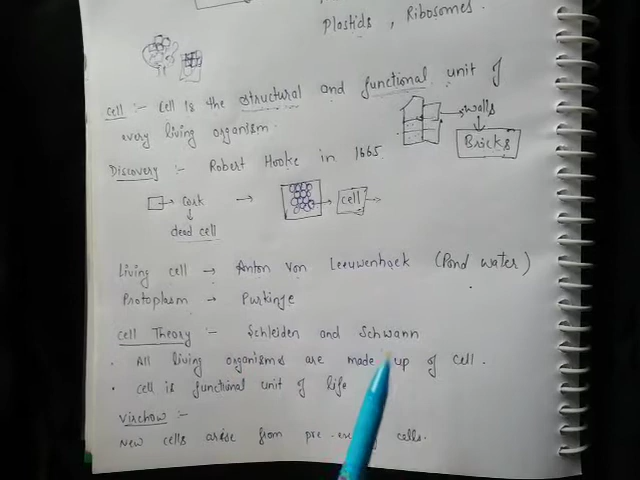 Plastids, Ribosomes.
cell :- Cell is the structural and functional unit of
every living organism.
walls
Bricks
Discovery :- Robert Hooke in 1665.
Cork
cell
dead cell
Living cell → Anton Von Leeuwenhoek (Pond water)
Protoplasm → Purkinje
Cell Theory :- Schleiden and Schwann
. All living organisms are made up of cell.
. cell is functional unit of life
Virchow :-
New cells arise from pre-
cells.